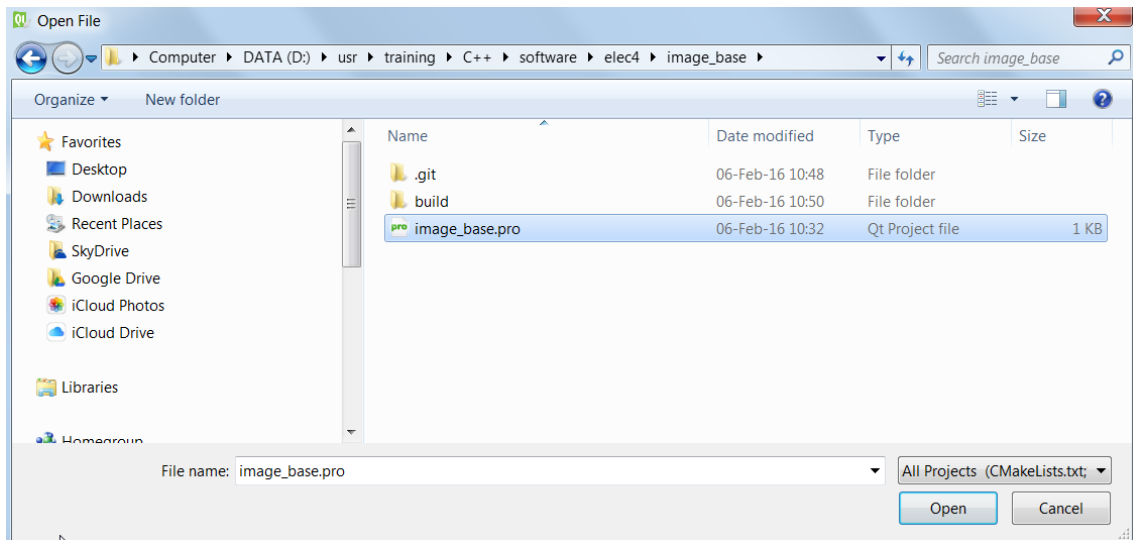 Open File
Computer DATA (D:) usr training C++ software elec4 image_base Search image_base
Organize New folder
Name Date modified Type Size
Favorites
Desktop
Downloads
Recent Places
SkyDrive
Google Drive
iCloud Photos
iCloud Drive
Libraries
Homegroup
.git 06-Feb-16 10:48 File folder
build 06-Feb-16 10:50 File folder
pro image_base.pro 06-Feb-16 10:32 Qt Project file 1 KB
File name: image_base.pro All Projects (CMakeLists.txt;
Open Cancel